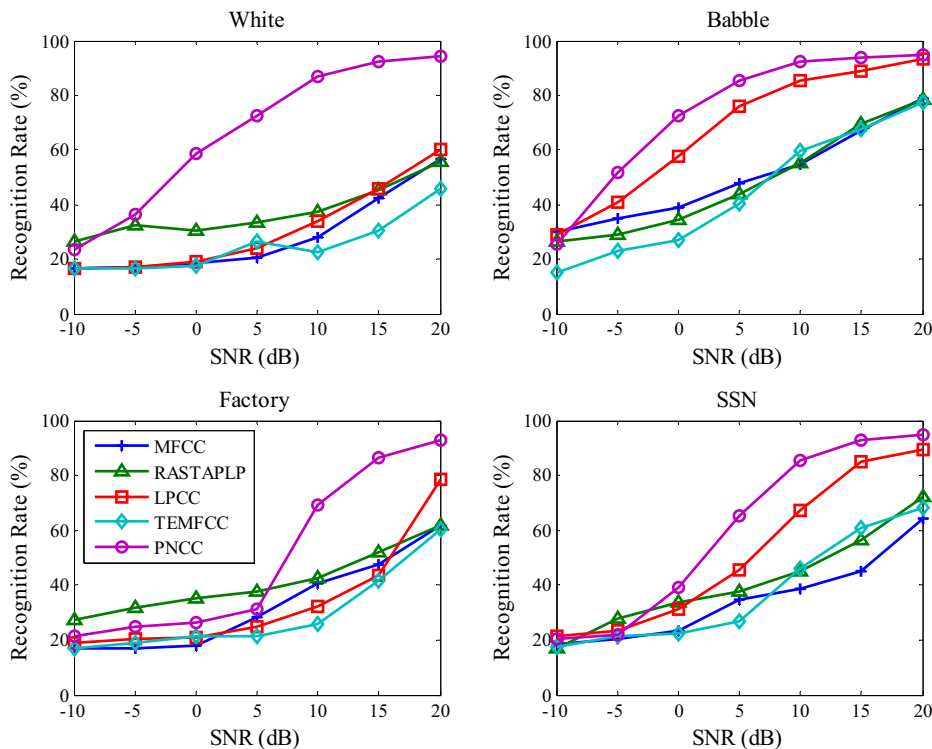 White
Recognition Rate (%)
100
80
60
40
20
0
-10 -5 0 5 10 15 20
SNR (dB)
Babble
Recognition Rate (%)
100
80
60
40
20
0
-10 -5 0 5 10 15 20
SNR (dB)
Factory
Recognition Rate (%)
100
80
60
40
20
0
MFCC
RASTAPLP
LPCC
TEMFCC
PNCC
-10 -5 0 5 10 15 20
SNR (dB)
SSN
Recognition Rate (%)
100
80
60
40
20
0
-10 -5 0 5 10 15 20
SNR (dB)